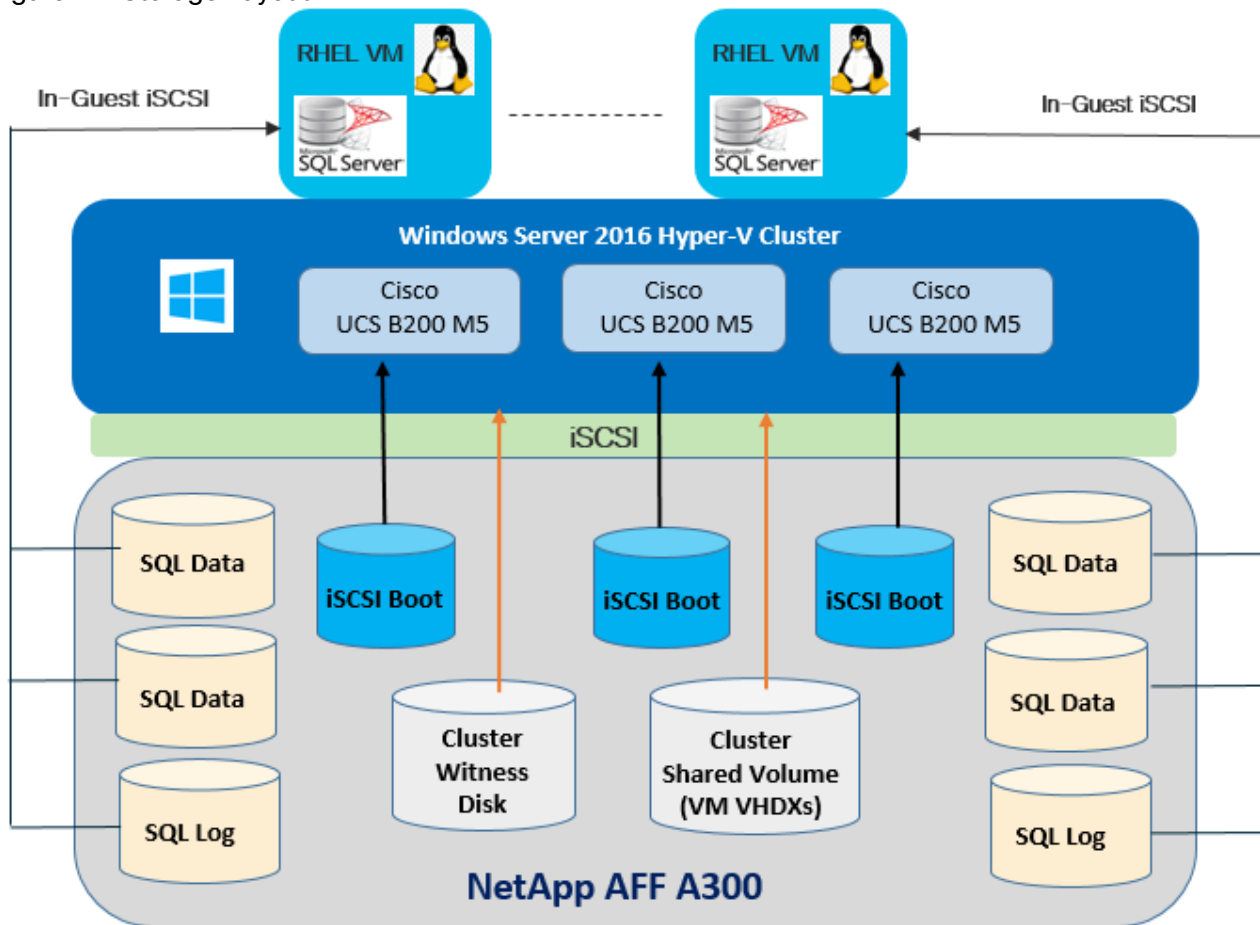 RHEL VM
RHEL VM
In-Guest iSCSI
In-Guest iSCSI
Microsoft
SQL Server
Microsoft
SQL Server
Windows Server 2016 Hyper-V Cluster
Cisco
UCS B200 M5
Cisco
UCS B200 M5
Cisco
UCS B200 M5
iSCSI
SQL Data
iSCSI Boot
iSCSI Boot
iSCSI Boot
SQL Data
SQL Data
SQL Data
Cluster
Witness
Disk
Cluster
Shared Volume
(VM VHDXs)
SQL Log
SQL Log
NetApp AFF A300